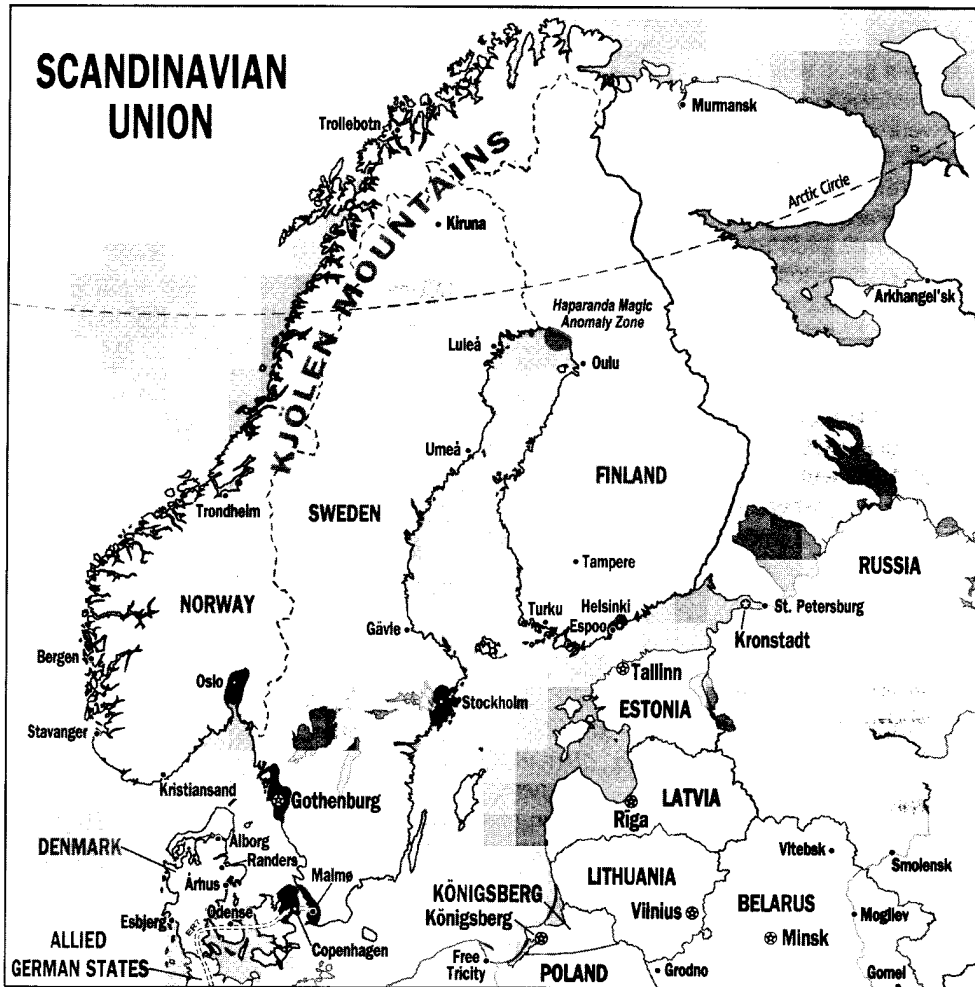 SCANDINAVIAN
UNION
Trollebotn
Murmansk
KJOLEN MOUNTAINS
Arctic Circle
Kiruna
Arkhangel'sk
Haparanda Magic
Anomaly Zone
Luleå
Oulu
Umeå
FINLAND
Trondheim
SWEDEN
Tampere
RUSSIA
NORWAY
Turku
Helsinki
Espoo
St. Petersburg
Kronstadt
Gävle
Bergen
Tallinn
Oslo
Stockholm
ESTONIA
Stavanger
Kristiansand
Gothenburg
LATVIA
Rīga
DENMARK
Ålborg
Randers
Vitebsk
Smolensk
Århus
Malmø
LITHUANIA
KÖNIGSBERG
Königsberg
Vilnius
BELARUS
Mogilev
Esbjerg
Odense
Minsk
ALLIED
GERMAN STATES
Copenhagen
Free
Tricity
POLAND
Grodno
Gomel